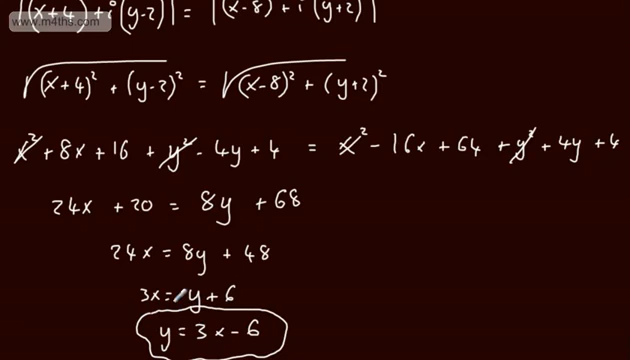 www.m4ths.com
|(x+4) + i(y-2)| = |(x-8) + i(y+2)|
√(x+4)² + (y-2)² = √(x-8)² + (y+2)²
x² + 8x + 16 + y² - 4y + 4 = x² - 16x + 64 + y² + 4y + 4
24x + 20 = 8y + 68
24x = 8y + 48
3x = y + 6
y = 3x - 6